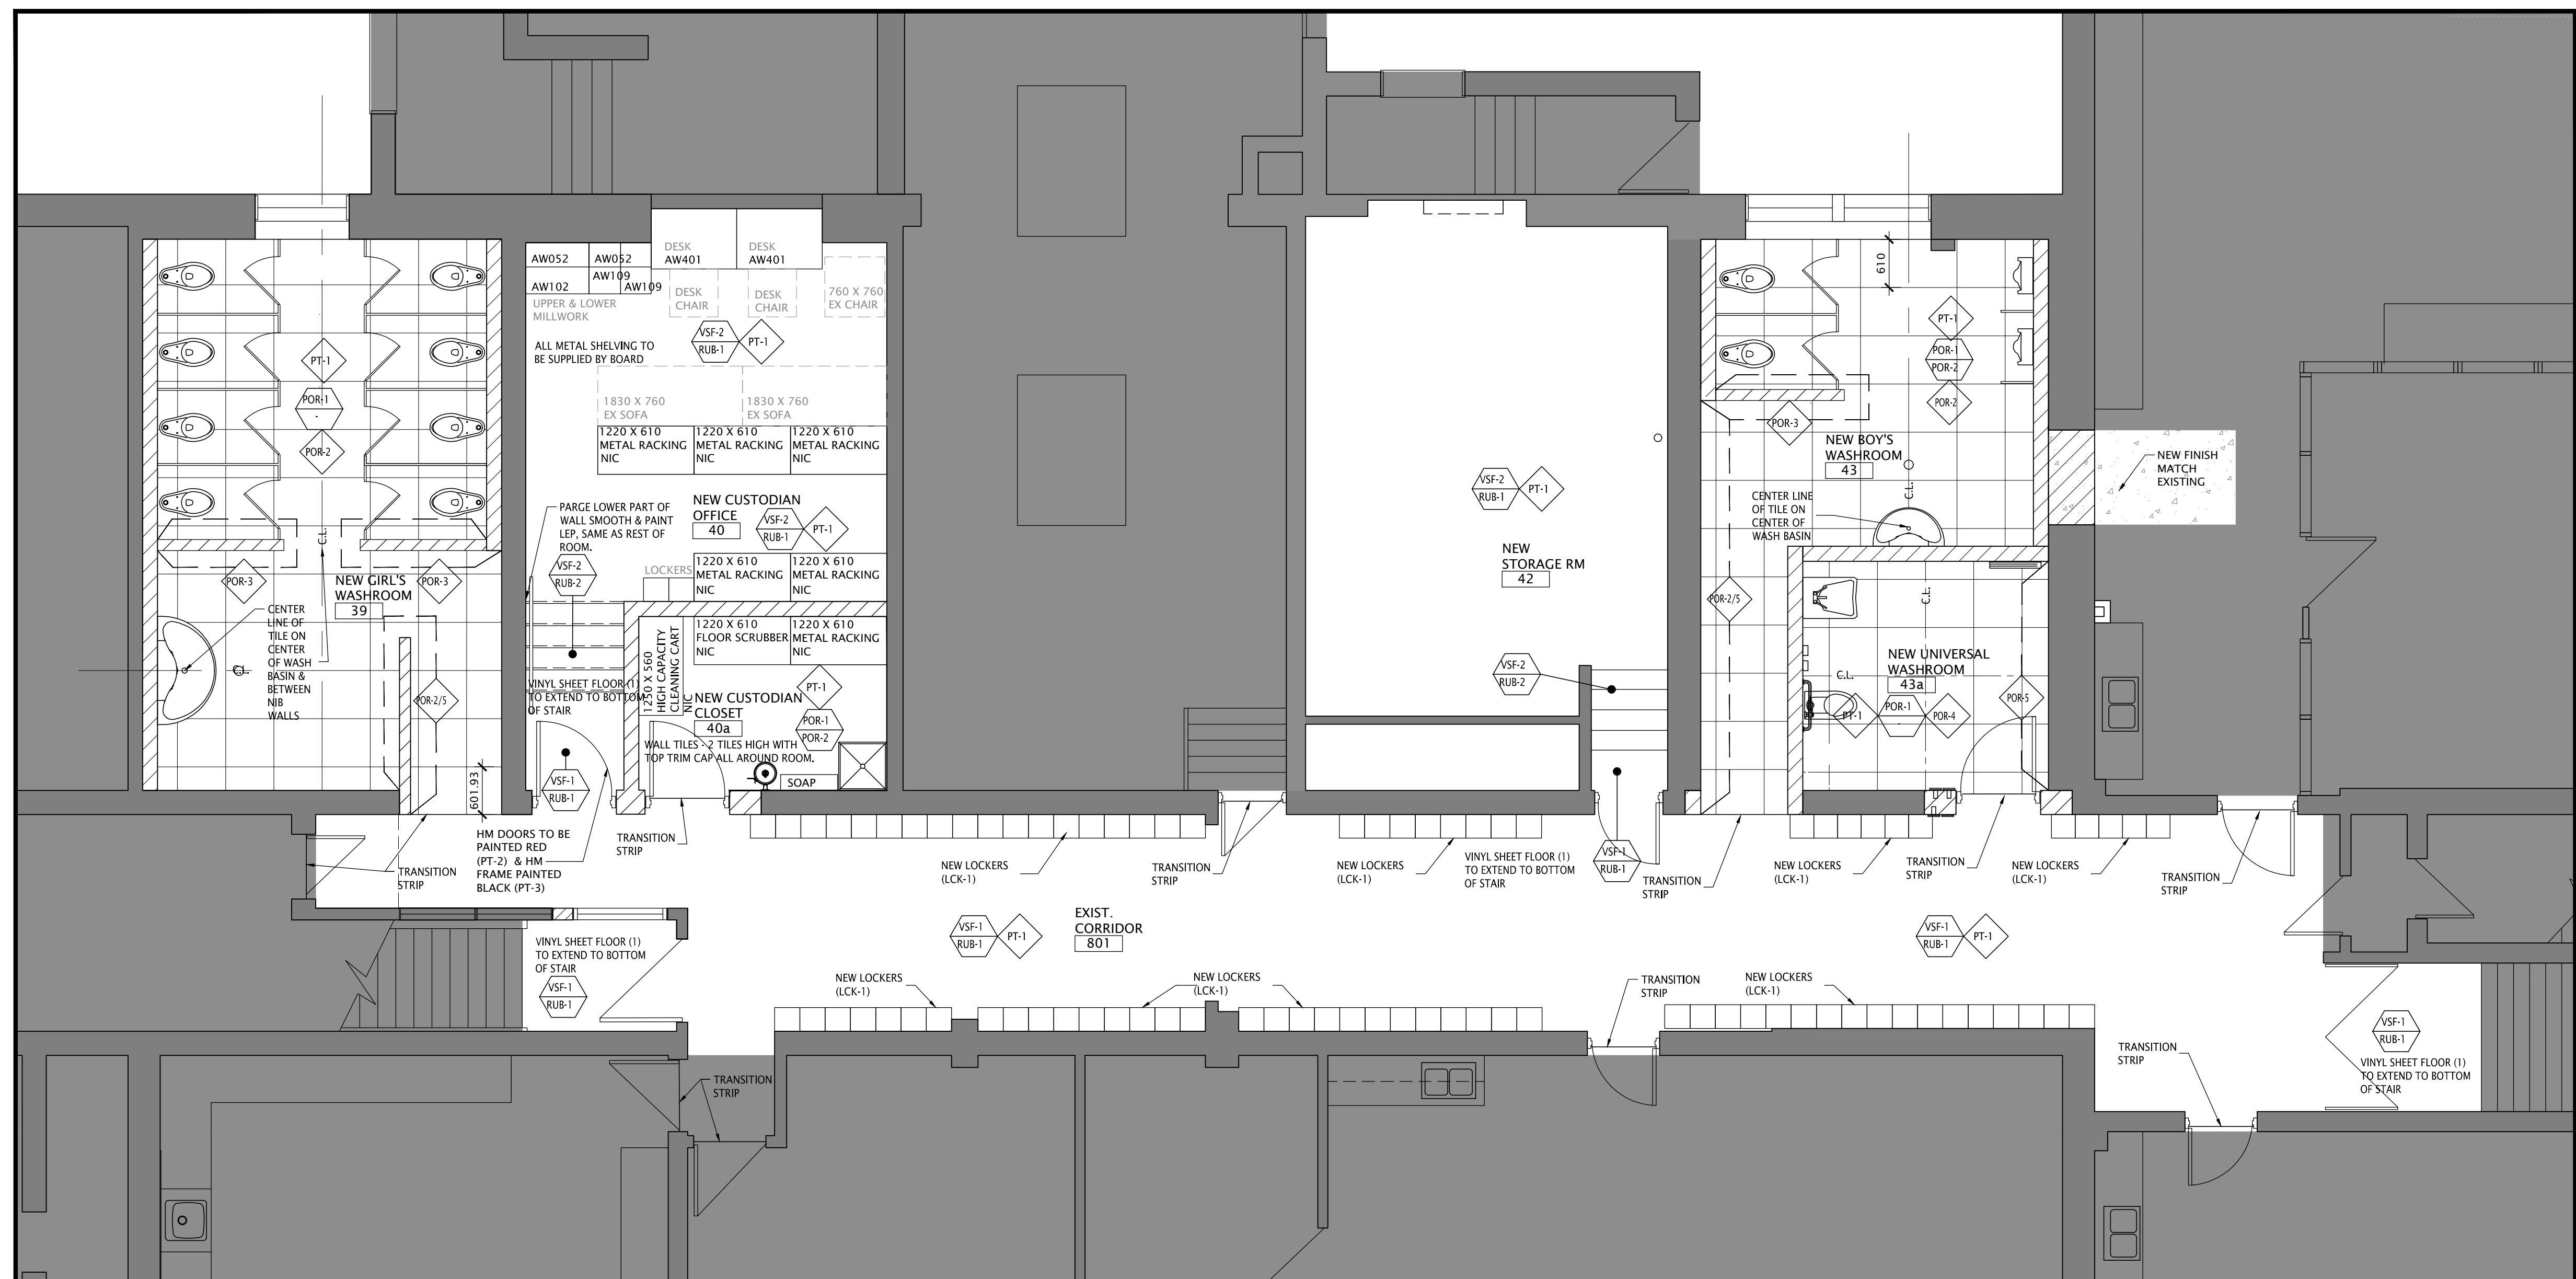 PT-1
POR-1
-
POR-2
C.L.
POR-3
POR-3
NEW GIRL'S
WASHROOM
39
CENTER
LINE OF
TILE ON
CENTER
OF WASH
BASIN &
BETWEEN
NIB
WALLS
C.L.
POR-2/5
601.93
TRANSITION
STRIP
HM DOORS TO BE
PAINTED RED
(PT-2) & HM
FRAME PAINTED
BLACK (PT-3)
AW052
AW052
AW102
AW109
AW109
UPPER & LOWER
MILLWORK
DESK
AW401
DESK
AW401
DESK
CHAIR
DESK
CHAIR
760 X 760
EX CHAIR
VSF-2
RUB-1
PT-1
ALL METAL SHELVING TO
BE SUPPLIED BY BOARD
1830 X 760
EX SOFA
1830 X 760
EX SOFA
1220 X 610
METAL RACKING
NIC
1220 X 610
METAL RACKING
NIC
1220 X 610
METAL RACKING
NIC
PARGE LOWER PART OF
WALL SMOOTH & PAINT
LEP, SAME AS REST OF
ROOM.
NEW CUSTODIAN
OFFICE
40
VSF-2
RUB-1
PT-1
VSF-2
RUB-2
LOCKERS
1220 X 610
METAL RACKING
NIC
1220 X 610
METAL RACKING
NIC
1220 X 610
FLOOR SCRUBBER
NIC
1220 X 610
METAL RACKING
NIC
1250 X 560
HIGH CAPACITY
CLEANING CART
NIC
VINYL SHEET FLOOR (1)
TO EXTEND TO BOTTOM
OF STAIR
NEW CUSTODIAN
CLOSET
40a
PT-1
POR-1
POR-2
WALL TILES - 2 TILES HIGH WITH
TOP TRIM CAP ALL AROUND ROOM.
SOAP
VSF-1
RUB-1
TRANSITION
STRIP
VSF-2
RUB-1
PT-1
NEW
STORAGE RM
42
VSF-2
RUB-2
610
PT-1
POR-1
POR-2
POR-2
POR-3
NEW BOY'S
WASHROOM
43
C.L.
CENTER LINE
OF TILE ON
CENTER OF
WASH BASIN
NEW FINISH
MATCH
EXISTING
POR-2/5
C.L.
NEW UNIVERSAL
WASHROOM
43a
C.L.
PT-1
POR-1
-
POR-4
POR-5
NEW LOCKERS
(LCK-1)
TRANSITION
STRIP
NEW LOCKERS
(LCK-1)
VINYL SHEET FLOOR (1)
TO EXTEND TO BOTTOM
OF STAIR
VSF-1
RUB-1
TRANSITION
STRIP
NEW LOCKERS
(LCK-1)
TRANSITION
STRIP
NEW LOCKERS
(LCK-1)
TRANSITION
STRIP
VINYL SHEET FLOOR (1)
TO EXTEND TO BOTTOM
OF STAIR
VSF-1
RUB-1
VSF-1
RUB-1
PT-1
EXIST.
CORRIDOR
801
VSF-1
RUB-1
PT-1
NEW LOCKERS
(LCK-1)
NEW LOCKERS
(LCK-1)
TRANSITION
STRIP
NEW LOCKERS
(LCK-1)
TRANSITION
STRIP
TRANSITION
STRIP
VSF-1
RUB-1
VINYL SHEET FLOOR (1)
TO EXTEND TO BOTTOM
OF STAIR